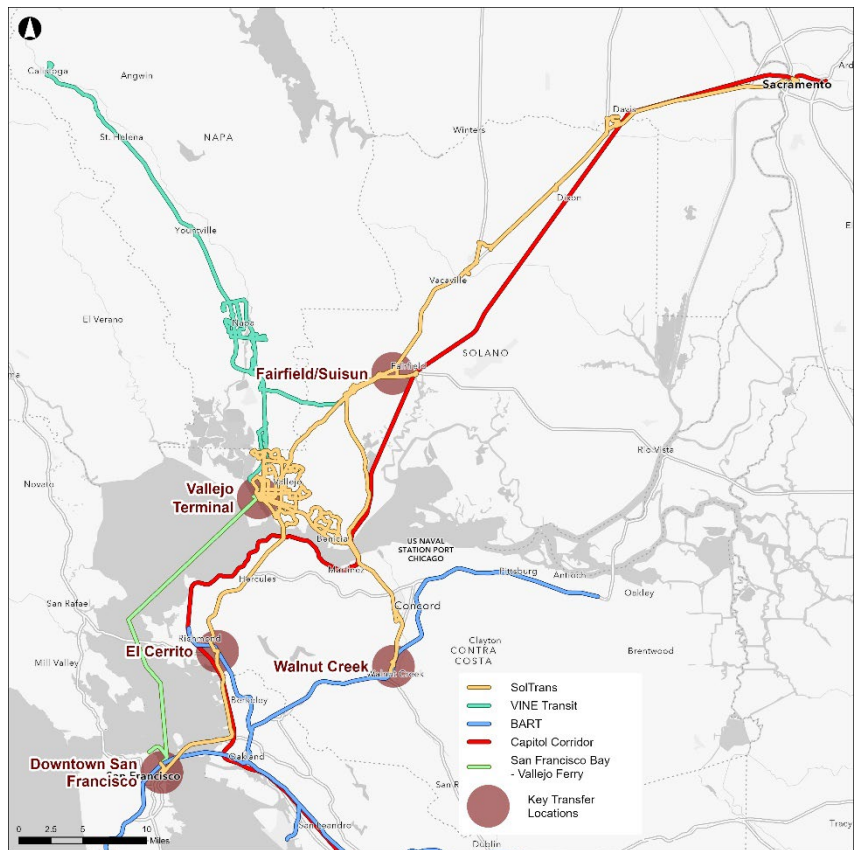 Calistoga
Angwin
St. Helena
NAPA
Winters
Davis
Sacramento
Dixon
Yountville
Vacaville
El Verano
Napa
SOLANO
Fairfield/Suisun
Fairfield
Rio Vista
Novato
Vallejo
Terminal
Vallejo
Benicia
US NAVAL
STATION PORT
CHICAGO
Martinez
Hercules
Pittsburg
Antioch
Oakley
San Rafael
Concord
Richmond
El Cerrito
Clayton
CONTRA
COSTA
Brentwood
Mill Valley
Walnut Creek
Walnut Creek
Berkeley
Oakland
Downtown San
Francisco
San Francisco
San Leandro
San R
Dublin
Tracy
SolTrans
VINE Transit
BART
Capitol Corridor
San Francisco Bay
- Vallejo Ferry
Key Transfer
Locations
0 2.5 5 10
Miles